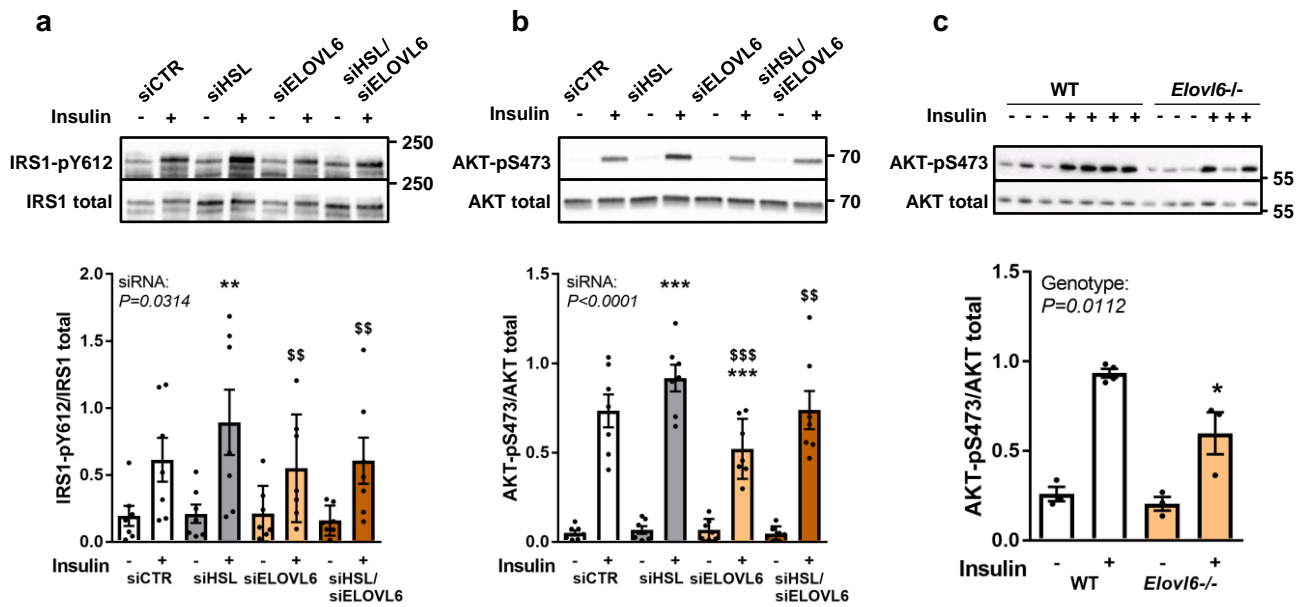 a
siCTR
siHSL
siELOVL6
siHSL/
siELOVL6
Insulin - + - + - + - +
IRS1-pY612
250
250
IRS1 total
2.0
1.5
1.0
0.5
0.0
IRS1-pY612/IRS1 total
siRNA:
P=0.0314
**
$$
$$
Insulin - + - + - + - +
siCTR siHSL siELOVL6 siHSL/
siELOVL6
b
siCTR
siHSL
siELOVL6
siHSL/
siELOVL6
Insulin - + - + - + - +
AKT-pS473
70
AKT total
70
1.5
1.0
0.5
0.0
AKT-pS473/AKT total
siRNA:
P<0.0001
***
$$$
***
$$
Insulin - + - + - + - +
siCTR siHSL siELOVL6 siHSL/
siELOVL6
c
WT Elovl6-/-
Insulin - - - + + + + - - - + + +
AKT-pS473
55
AKT total
55
1.5
1.0
0.5
0.0
AKT-pS473/AKT total
Genotype:
P=0.0112
*
Insulin - + - +
WT Elovl6-/-